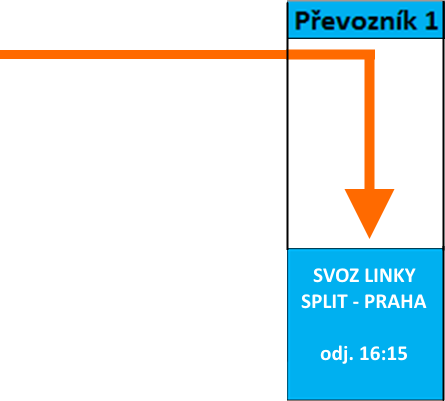 Převozník 1
SVOZ LINKY
SPLIT - PRAHA
odj. 16:15